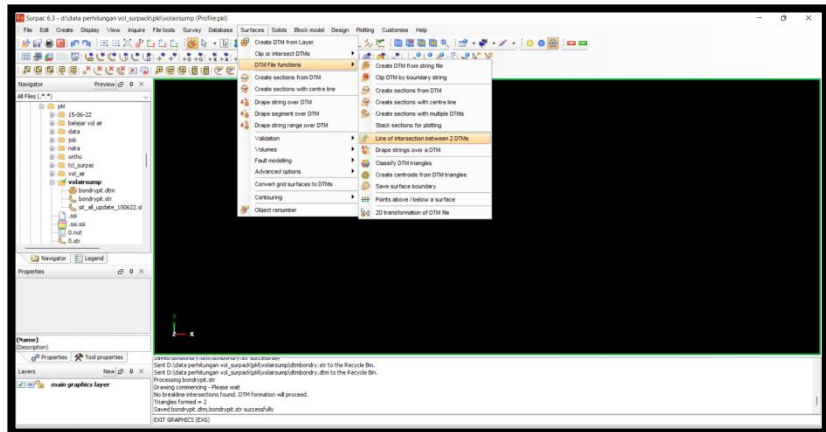 Surpac 6.3 - d:\data perhitungan vol_surpack\pkl\volairsump (Profile:pkl)
File Edit Create Display View Inquire File tools Survey Database Surfaces Solids Block model Design Plotting Customise Help
Create DTM from Layer
Clip or intersect DTMs
DTM File functions
Create sections from DTM
Create sections with centre line
Drape string over DTM
Drape segment over DTM
Drape string range over DTM
Validation
Volumes
Fault modelling
Advanced options
Convert grid surfaces to DTMs
Contouring
Object renumber
Create DTM from string file
Clip DTM by boundary string
Create sections from DTM
Create sections with centre line
Create sections with multiple DTMs
Stack sections for plotting
Line of intersection between 2 DTMs
Drape strings over a DTM
Classify DTM triangles
Create centroids from DTM triangles
Save surface boundary
Points above / below a surface
2D transformation of DTM file
Navigator Preview
All Files (*.*)
pkl
15-06-22
belajar vol air
data
job
ndra
ortho
tcl_surpac
vol_air
volairsump
bondrypit.dtm
bondrypit.str
sit_all_update_100622.st
.ssi
ssi.ssi
0.not
0.str
Navigator Legend
Properties
(Name)
(Description)
Properties Tool properties
Layers New
main graphics layer
Y
Z X
Sent D:\data perhitungan vol_surpack\pkl\volairsump\dtmbondry.str to the Recycle Bin.
Sent D:\data perhitungan vol_surpack\pkl\volairsump\dtmbondry.dtm to the Recycle Bin.
Processing bondrypit.str
Drawing commencing - Please wait
No breakline intersections found. DTM formation will proceed.
Triangles formed = 2
Saved bondrypit.dtm,bondrypit.str successfully
EXIT GRAPHICS (EXG)